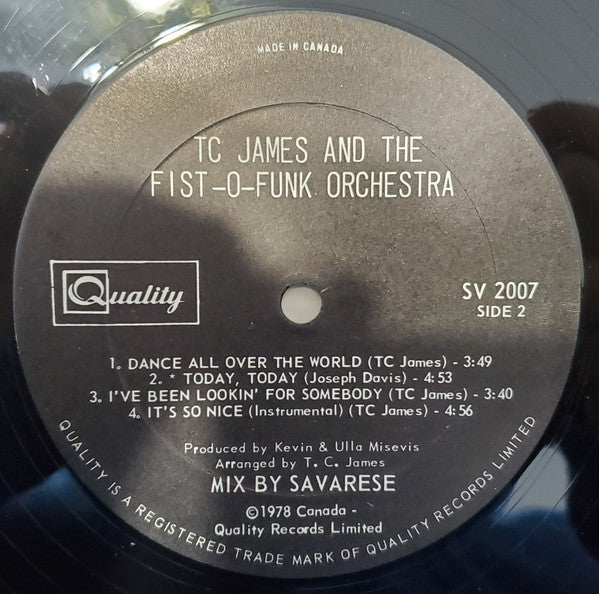 MADE IN CANADA
TC JAMES AND THE
FIST-O-FUNK ORCHESTRA
Quality
SV 2007
SIDE 2
1. DANCE ALL OVER THE WORLD (TC James) - 3:49
2. * TODAY, TODAY (Joseph Davis) - 4:53
3. I'VE BEEN LOOKIN' FOR SOMEBODY (TC James) - 3:40
4. IT'S SO NICE (Instrumental) (TC James) - 4:56
Produced by Kevin & Ulla Misevis
Arranged by T. C. James
MIX BY SAVARESE
©1978 Canada -
Quality Records Limited
QUALITY IS A REGISTERED TRADE MARK OF QUALITY RECORDS LIMITED